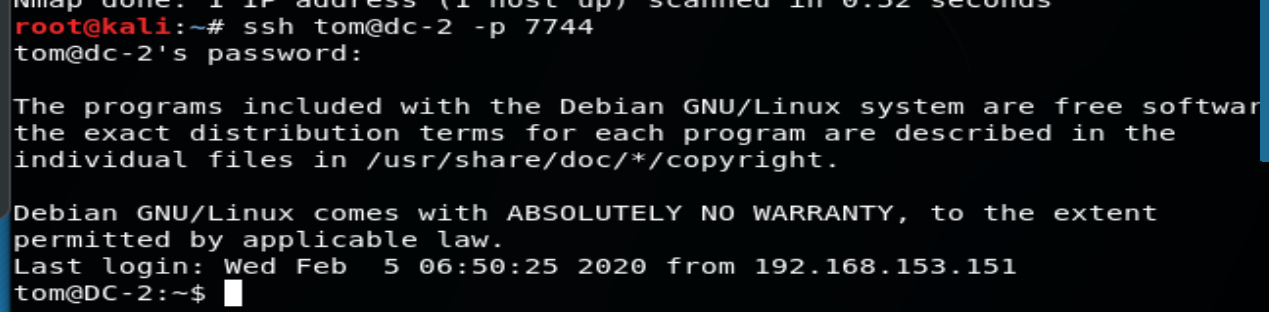 Nmap done: 1 IP address (1 host up) scanned in 0.52 seconds
root@kali:~# ssh tom@dc-2 -p 7744
tom@dc-2's password:
The programs included with the Debian GNU/Linux system are free softwar
the exact distribution terms for each program are described in the
individual files in /usr/share/doc/*/copyright.
Debian GNU/Linux comes with ABSOLUTELY NO WARRANTY, to the extent
permitted by applicable law.
Last login: Wed Feb  5 06:50:25 2020 from 192.168.153.151
tom@DC-2:~$